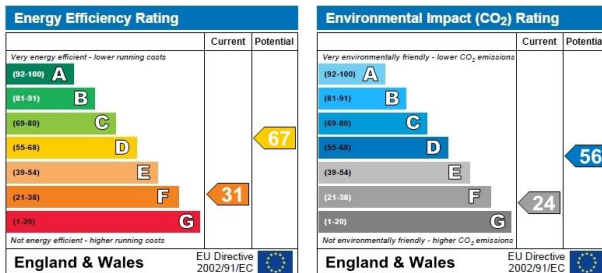 Energy Efficiency Rating
Current Potential
Very energy efficient - lower running costs
(92-100) A
(81-91) B
(69-80) C
(55-68) D
67
(39-54) E
(21-38) F
31
(1-20) G
Not energy efficient - higher running costs
England & Wales
EU Directive
2002/91/EC
Environmental Impact (CO2) Rating
Current Potential
Very environmentally friendly - lower CO2 emissions
(92-100) A
(81-91) B
(69-80) C
(55-68) D
56
(39-54) E
(21-38) F
24
(1-20) G
Not environmentally friendly - higher CO2 emissions
England & Wales
EU Directive
2002/91/EC